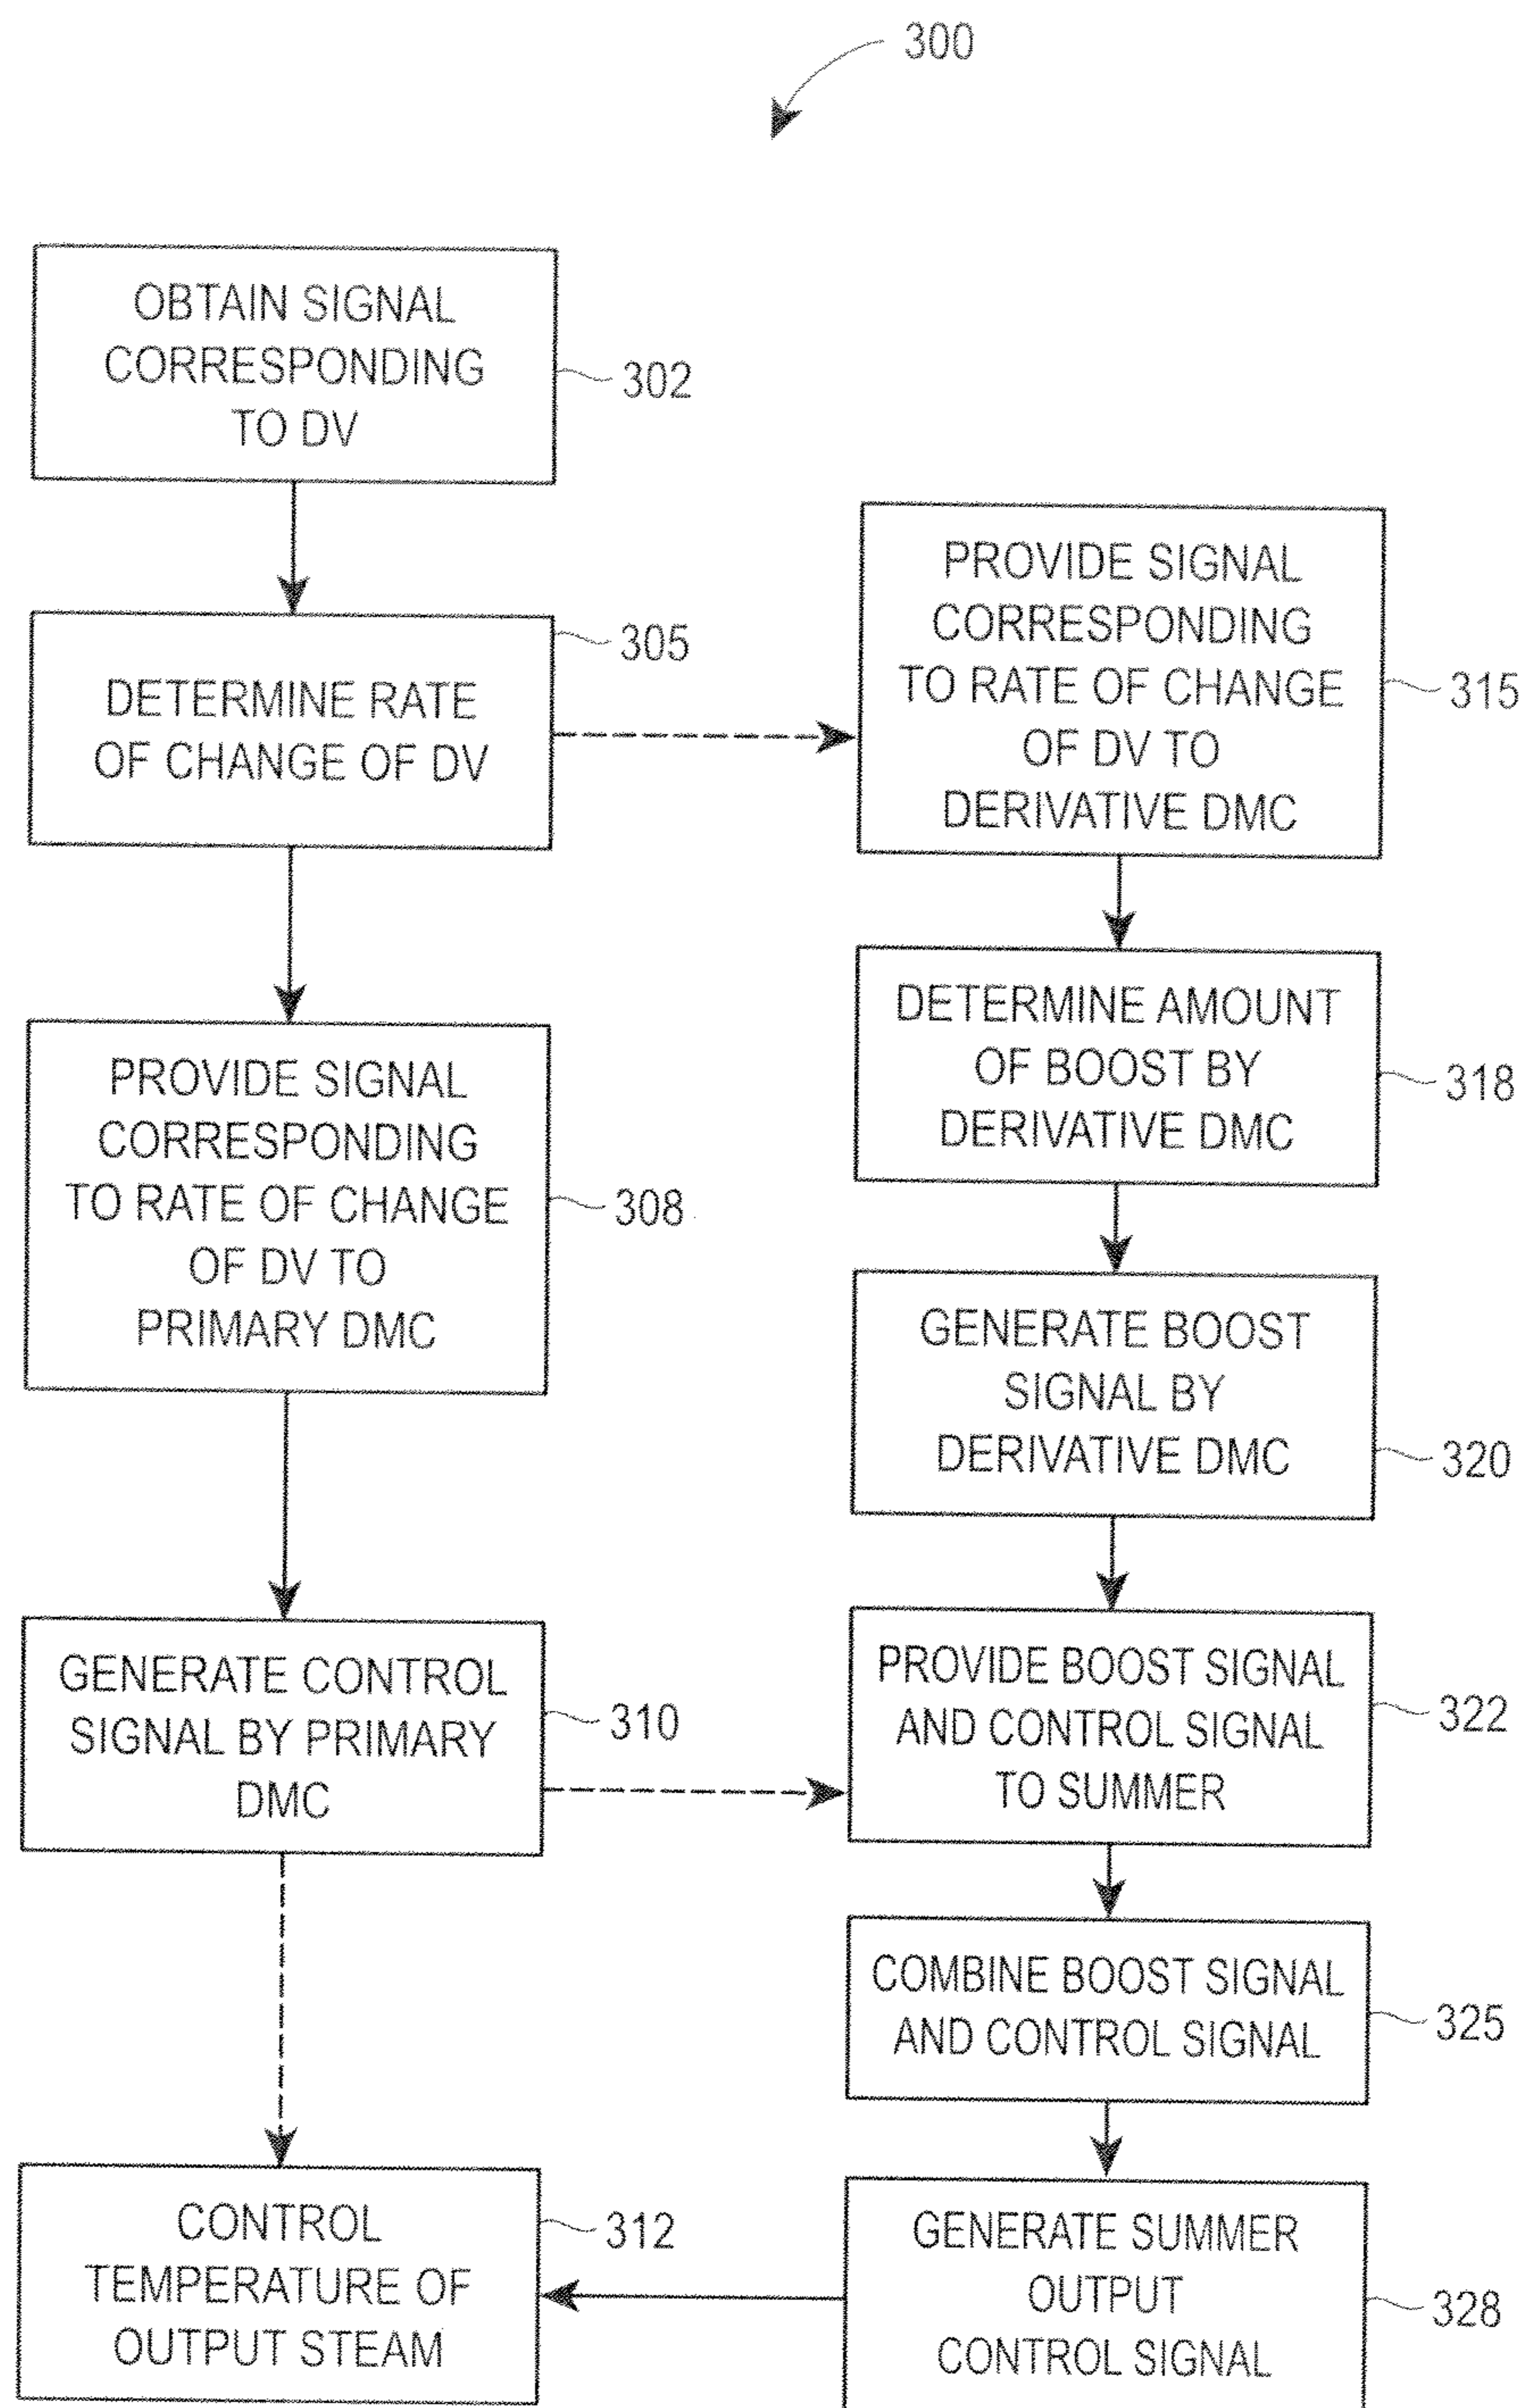 300
OBTAIN SIGNAL
CORRESPONDING
TO DV
302
DETERMINE RATE
OF CHANGE OF DV
305
PROVIDE SIGNAL
CORRESPONDING
TO RATE OF CHANGE
OF DV TO
PRIMARY DMC
308
GENERATE CONTROL
SIGNAL BY PRIMARY
DMC
310
CONTROL
TEMPERATURE OF
OUTPUT STEAM
312
PROVIDE SIGNAL
CORRESPONDING
TO RATE OF CHANGE
OF DV TO
DERIVATIVE DMC
315
DETERMINE AMOUNT
OF BOOST BY
DERIVATIVE DMC
318
GENERATE BOOST
SIGNAL BY
DERIVATIVE DMC
320
PROVIDE BOOST SIGNAL
AND CONTROL SIGNAL
TO SUMMER
322
COMBINE BOOST SIGNAL
AND CONTROL SIGNAL
325
GENERATE SUMMER
OUTPUT
CONTROL SIGNAL
328